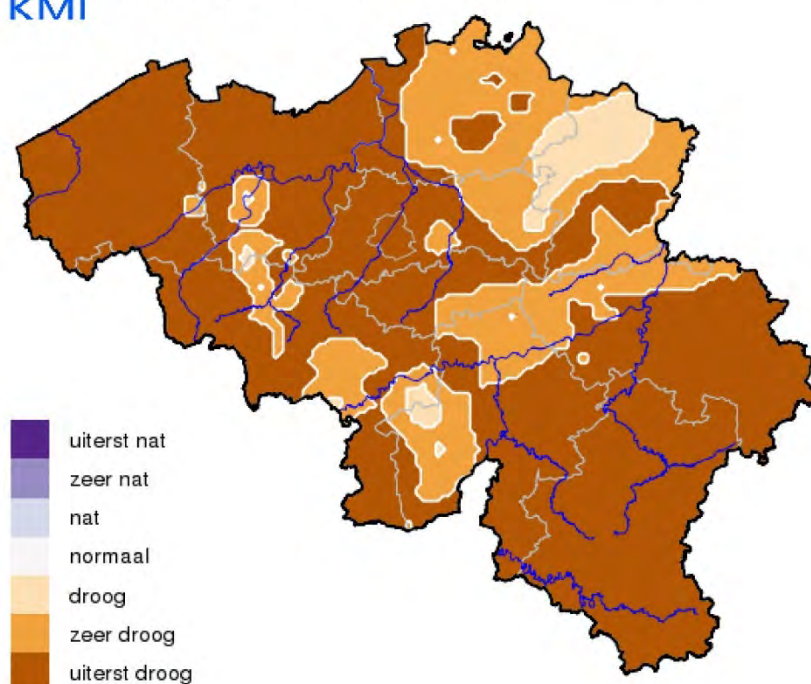 KMI
uiterst nat
zeer nat
nat
normaal
droog
zeer droog
uiterst droog